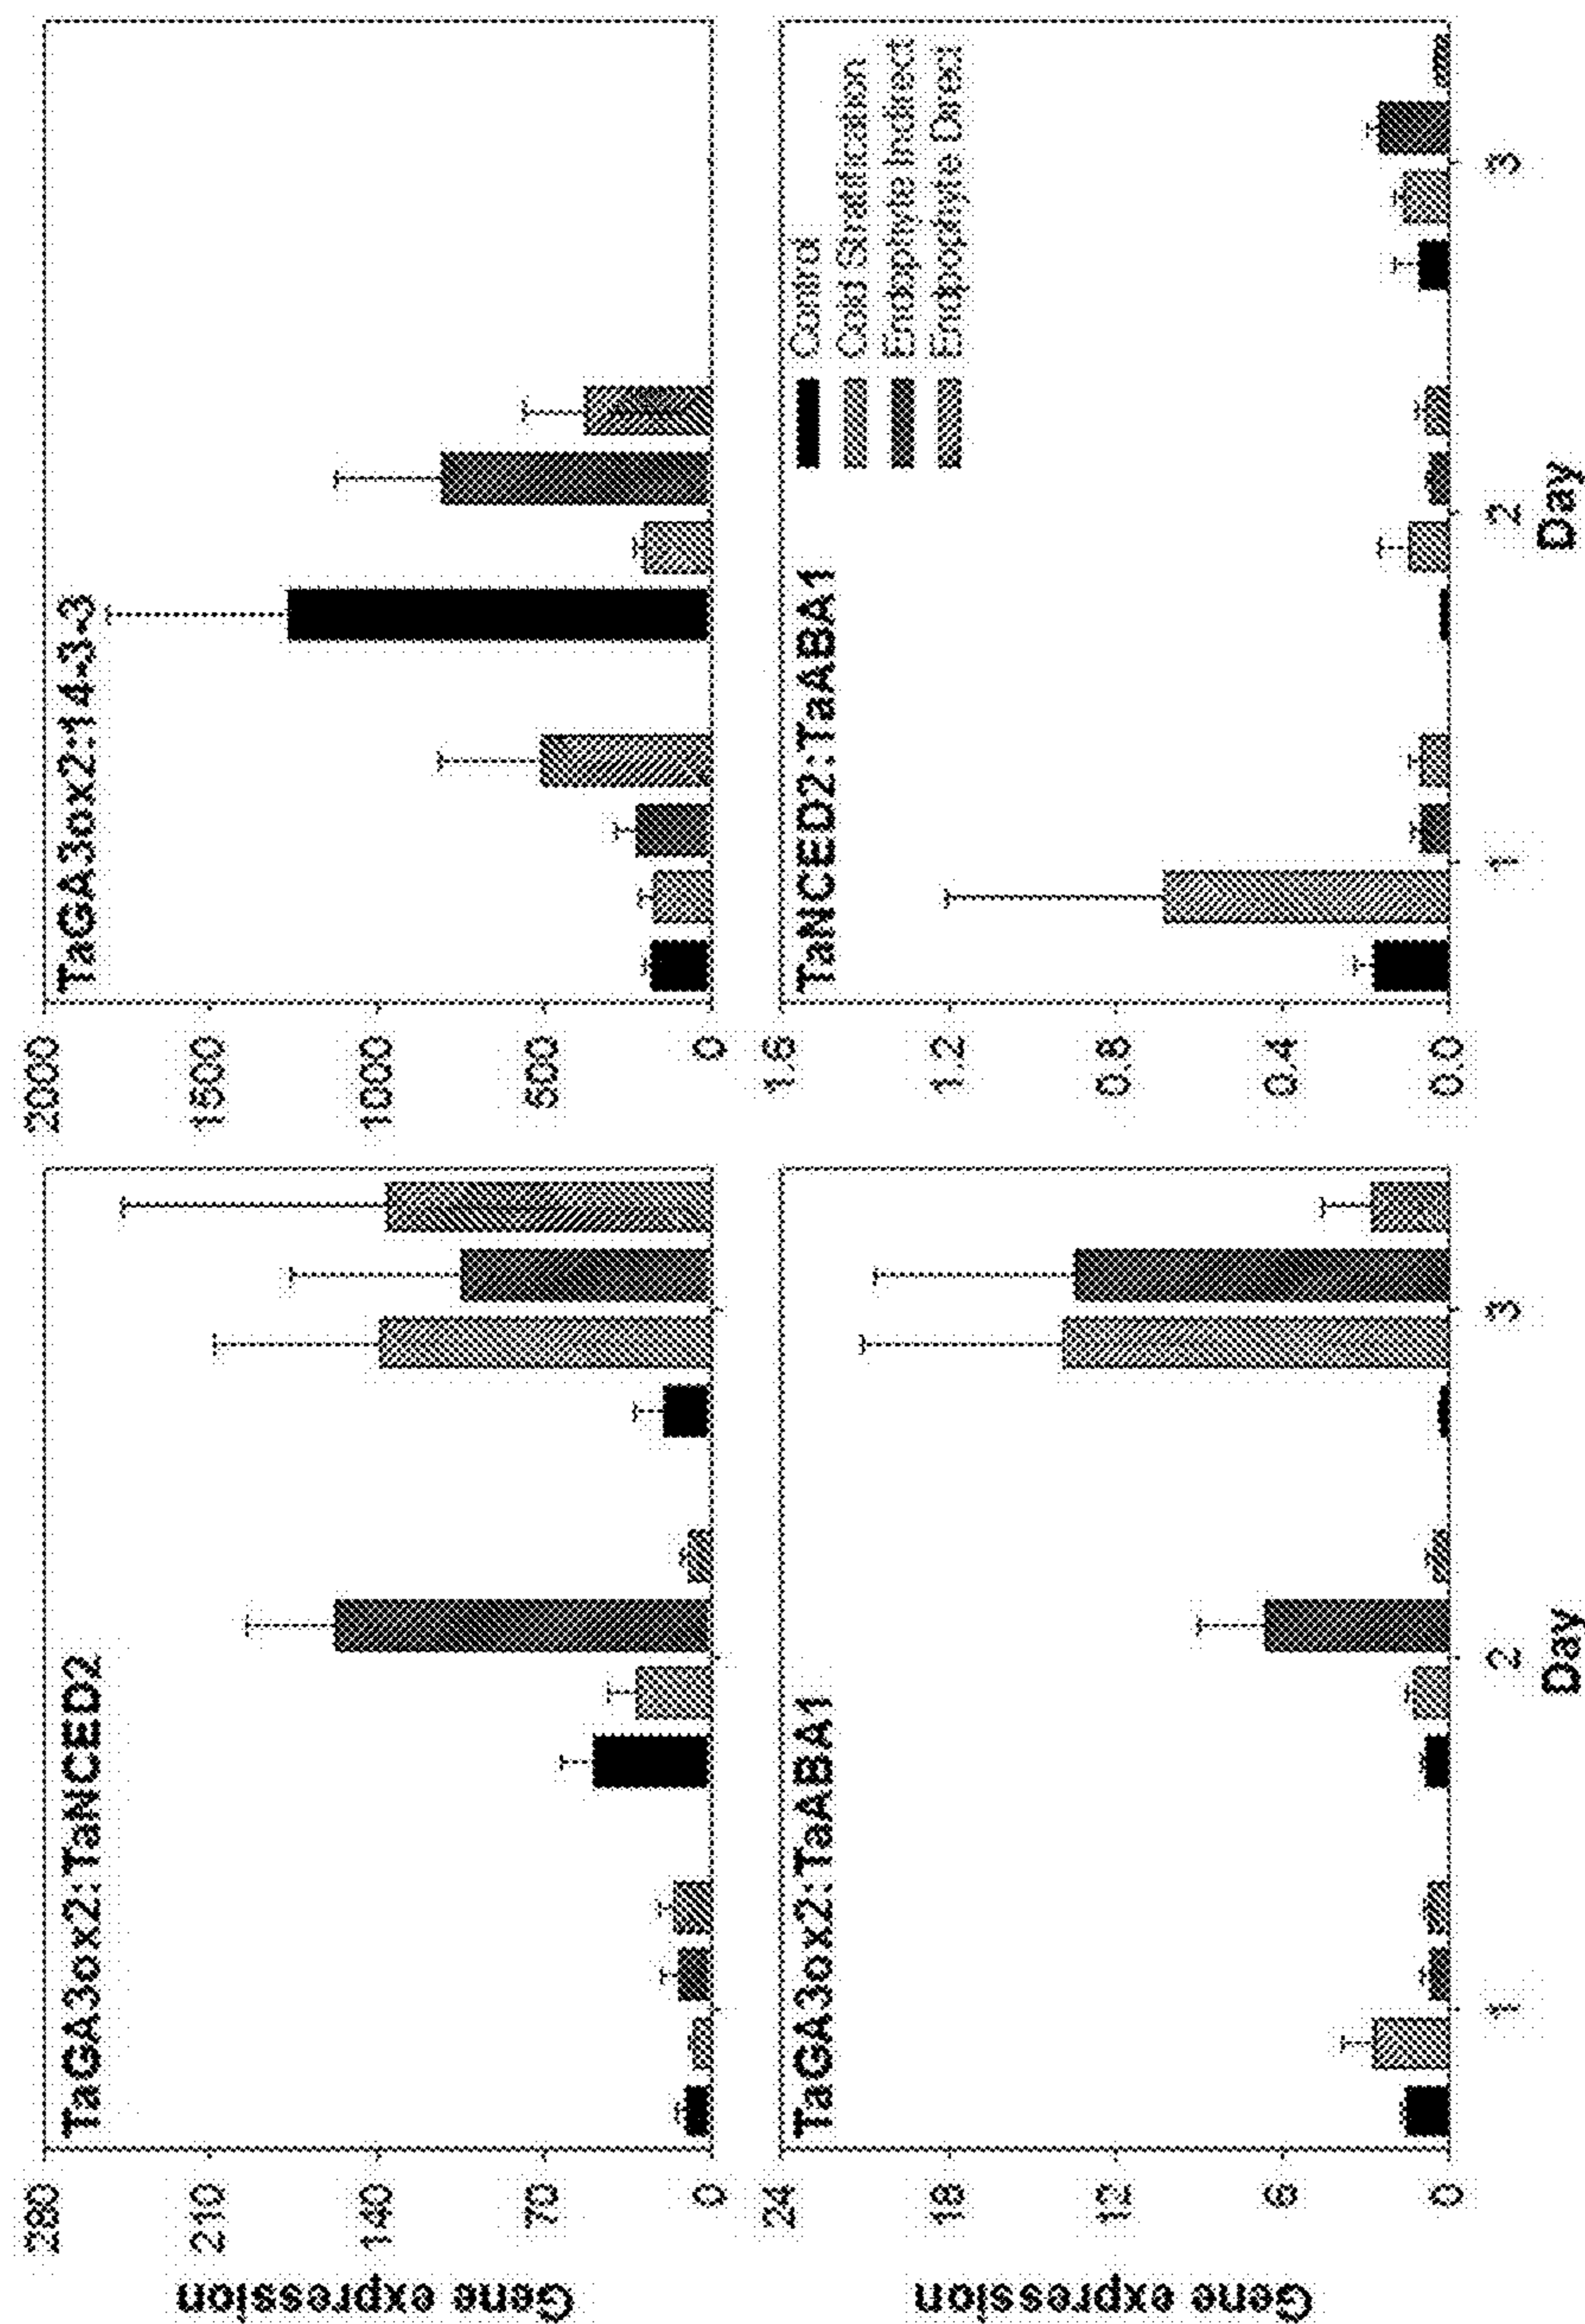 TaGA3ox2:TaNCED2
280
210
140
70
0
Gene expression
TaGA3ox2:14-3-3
2000
1500
1000
500
0
TaGA3ox2:TaABA1
24
18
12
6
0
Gene expression
1
2
3
Day
TaNCED2:TaABA1
1.6
1.2
0.8
0.4
0.0
Control
Cold Stratification
Endophyte Indirect
Endpophyte Direct
1
2
3
Day